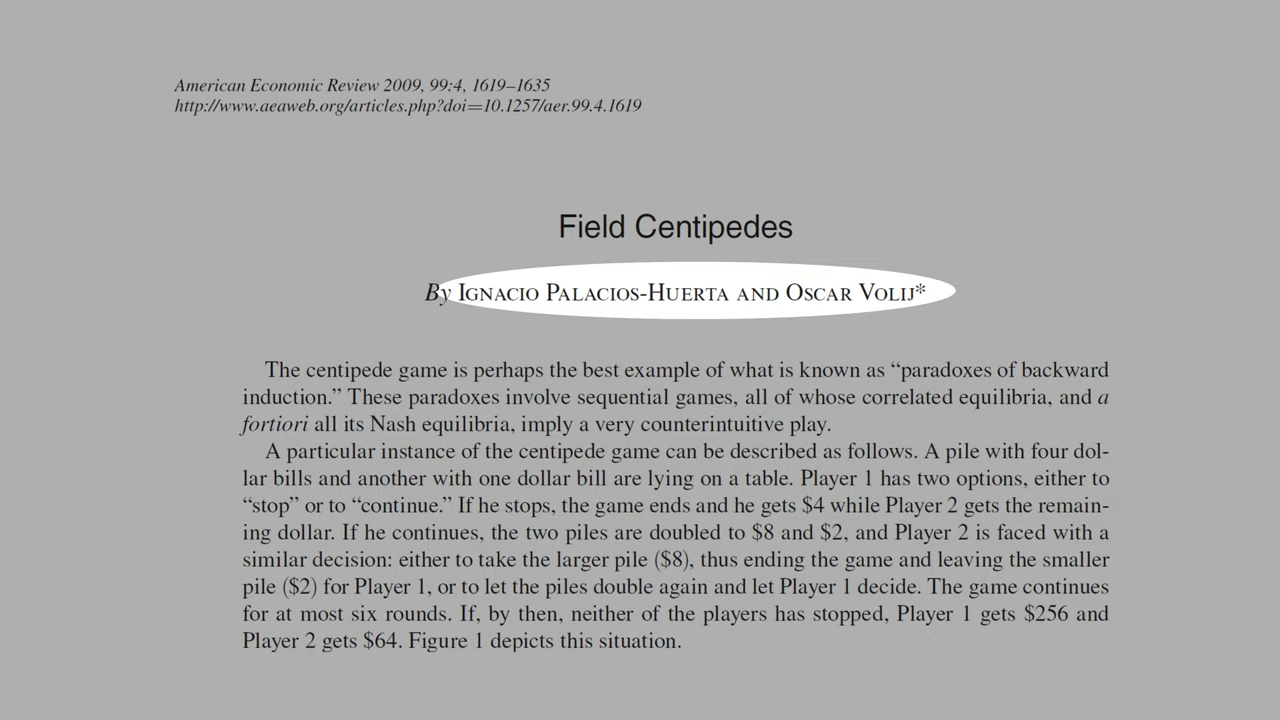 American Economic Review 2009, 99:4, 1619–1635
http://www.aeaweb.org/articles.php?doi=10.1257/aer.99.4.1619
Field Centipedes
By Ignacio Palacios-Huerta and Oscar Volij*
The centipede game is perhaps the best example of what is known as “paradoxes of backward
induction.” These paradoxes involve sequential games, all of whose correlated equilibria, and a
fortiori all its Nash equilibria, imply a very counterintuitive play.
A particular instance of the centipede game can be described as follows. A pile with four dol-
lar bills and another with one dollar bill are lying on a table. Player 1 has two options, either to
“stop” or to “continue.” If he stops, the game ends and he gets $4 while Player 2 gets the remain-
ing dollar. If he continues, the two piles are doubled to $8 and $2, and Player 2 is faced with a
similar decision: either to take the larger pile ($8), thus ending the game and leaving the smaller
pile ($2) for Player 1, or to let the piles double again and let Player 1 decide. The game continues
for at most six rounds. If, by then, neither of the players has stopped, Player 1 gets $256 and
Player 2 gets $64. Figure 1 depicts this situation.